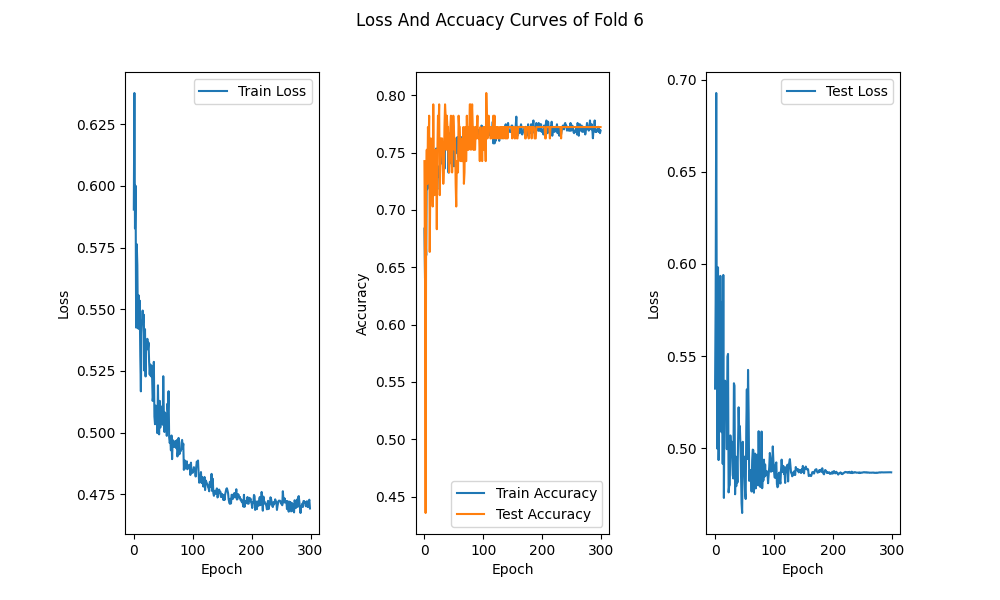 Loss And Accuacy Curves of Fold 6
Train Loss
0.625
0.600
0.575
0.550
0.525
0.500
0.475
Loss
0 100 200 300
Epoch
0.80
0.75
0.70
0.65
0.60
0.55
0.50
0.45
Accuracy
Train Accuracy
Test Accuracy
0 100 200 300
Epoch
Test Loss
0.70
0.65
0.60
0.55
0.50
Loss
0 100 200 300
Epoch